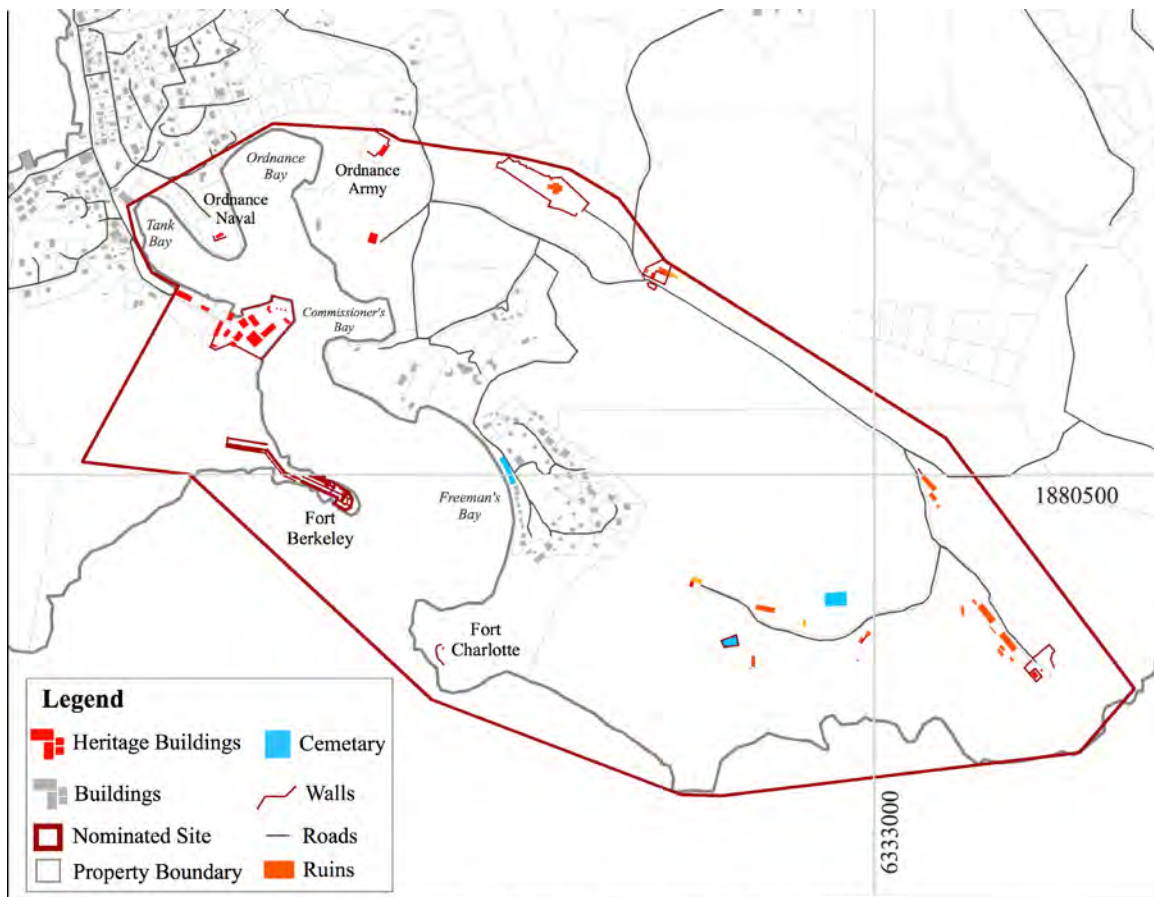 Ordnance
Bay
Ordnance
Army
Ordnance
Naval
Tank
Bay
Commissioner's
Bay
Freeman's
Bay
1880500
Fort
Berkeley
Fort
Charlotte
6333000
Legend
Heritage Buildings
Cemetary
Buildings
Walls
Nominated Site
Roads
Property Boundary
Ruins